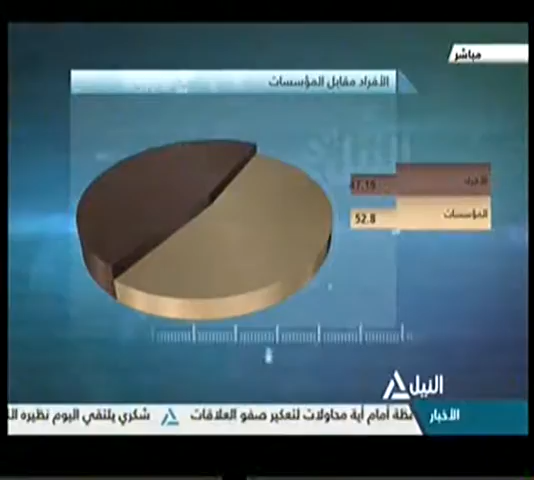 مباشر
الأفراد مقابل المؤسسات
الأفراد 47.15
المؤسسات 52.8
النيل
الأخبار
أمام أية محاولات لتعكير صفو العلاقات شكري يلتقي اليوم نظيره